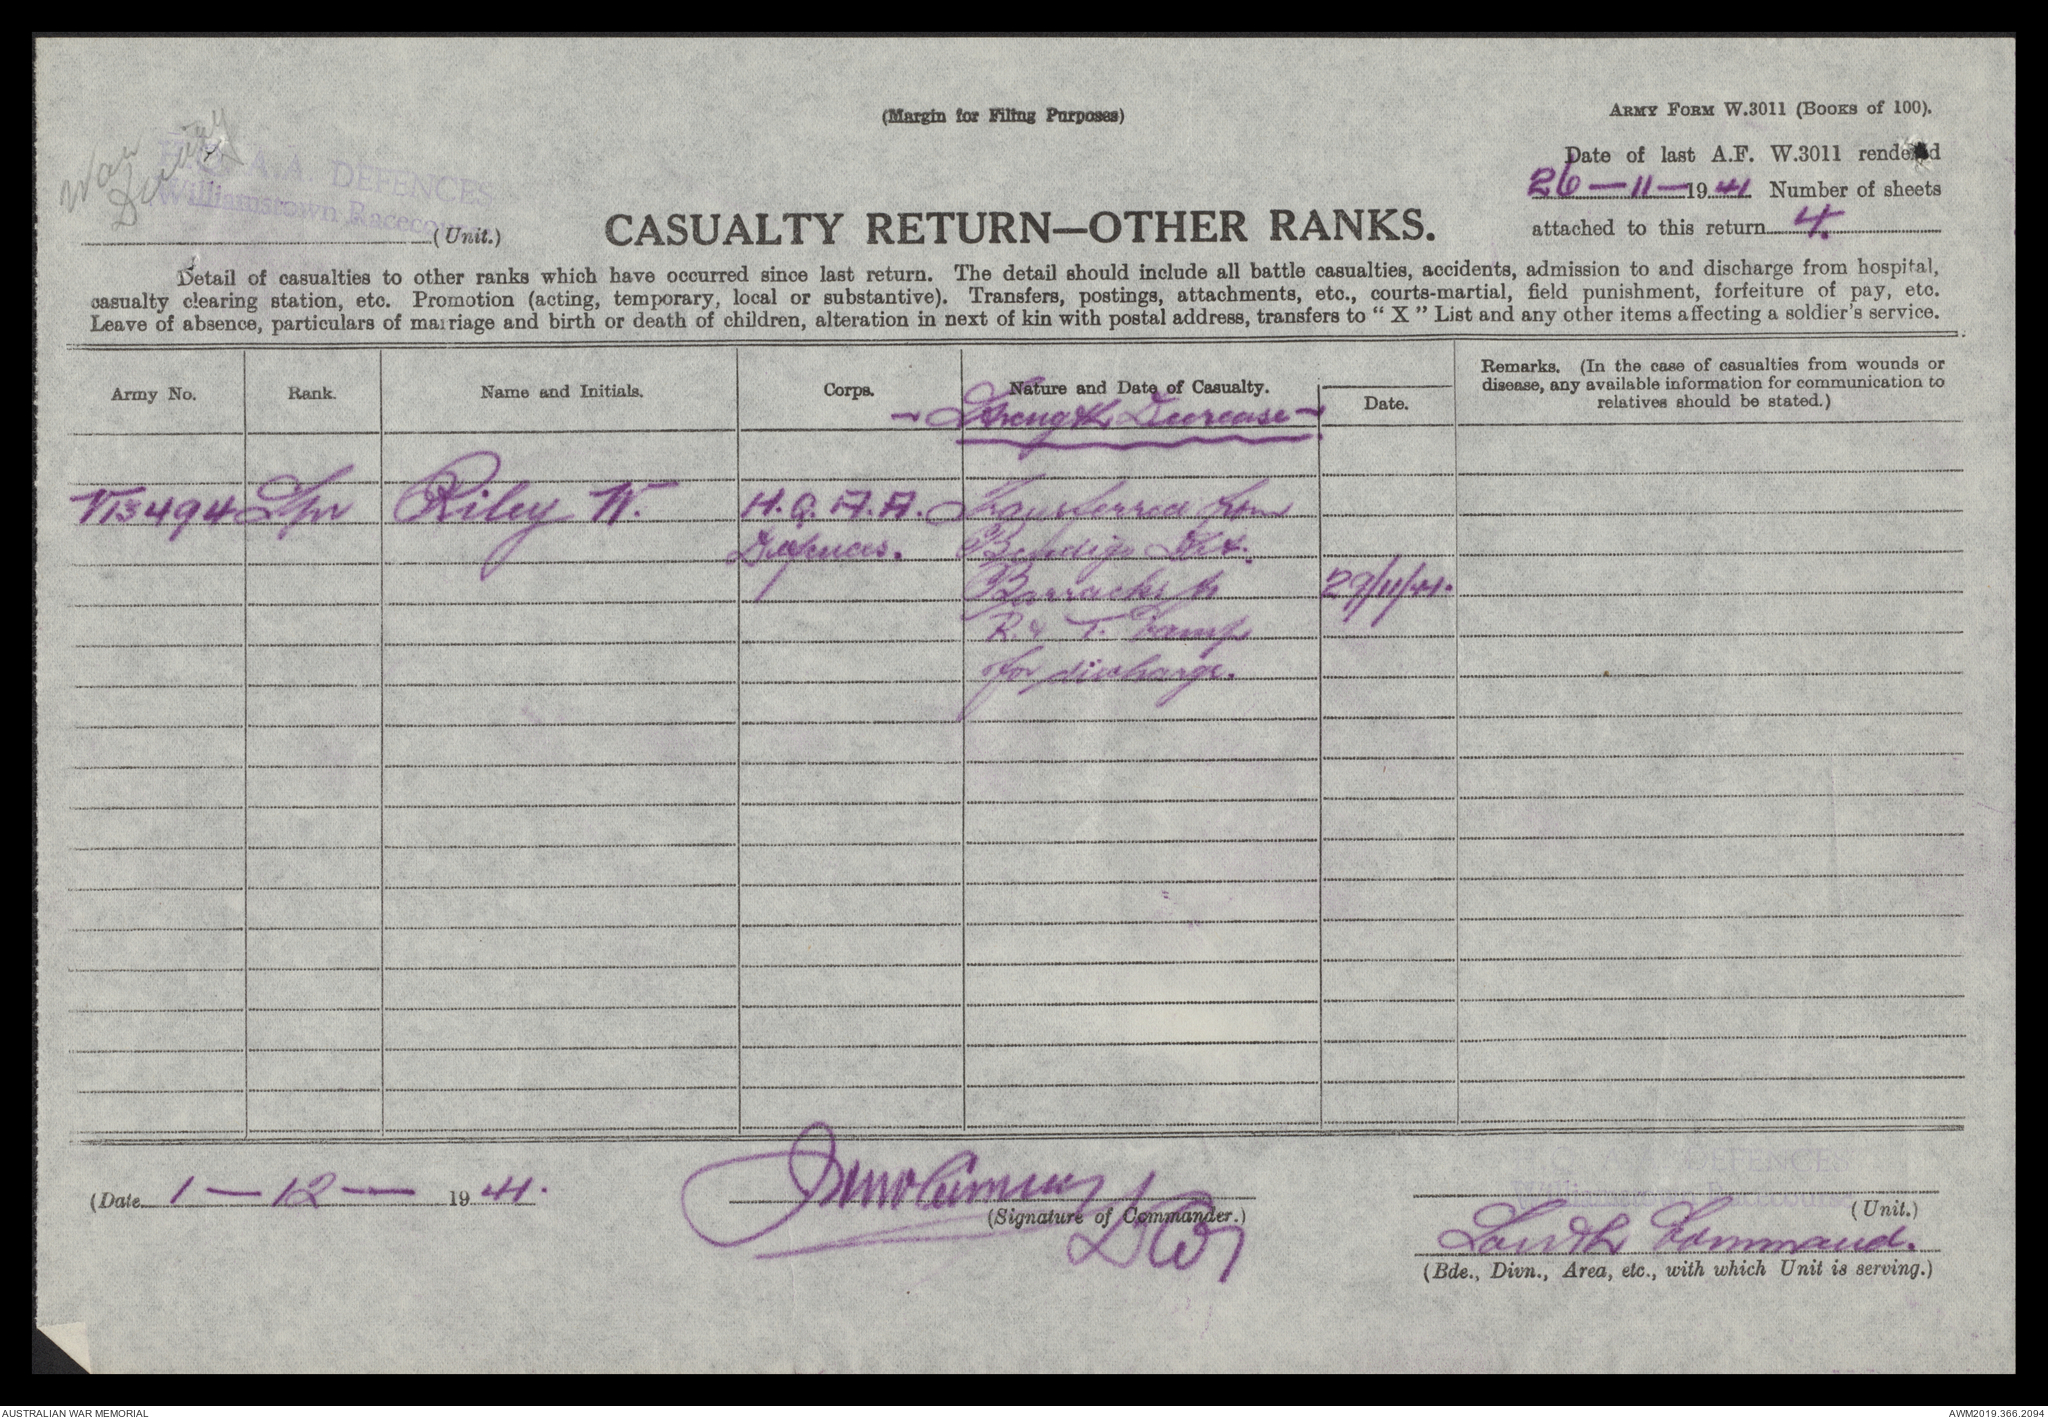 (Margin for Filing Purposes)
ARMY FORM W.3011 (BOOKS OF 100).
War Diary
A.A. DEFENCES
Williamstown Racecourse
(Unit.)
CASUALTY RETURN—OTHER RANKS.
Date of last A.F. W.3011 rendered
26—11—1941 Number of sheets
attached to this return 4.
Detail of casualties to other ranks which have occurred since last return. The detail should include all battle casualties, accidents, admission to and discharge from hospital,
casualty clearing station, etc. Promotion (acting, temporary, local or substantive). Transfers, postings, attachments, etc., courts-martial, field punishment, forfeiture of pay, etc.
Leave of absence, particulars of marriage and birth or death of children, alteration in next of kin with postal address, transfers to “ X ” List and any other items affecting a soldier’s service.
Army No. Rank. Name and Initials. Corps. Nature and Date of Casualty. Date. Remarks. (In the case of casualties from wounds or
disease, any available information for communication to
relatives should be stated.)
— Strength Decrease —
V13494 Spr Riley W. H.Q. A.A. Transferred from
Defences. Bendigo Dist.
Barracks to 29/11/41.
R. & T. Camp
for discharge.
(Date 1—12—1941.
(Signature of Commander.)
DEFENCES
(Unit.)
South Command.
(Bde., Divn., Area, etc., with which Unit is serving.)
AUSTRALIAN WAR MEMORIAL
AWM2019.366.2094